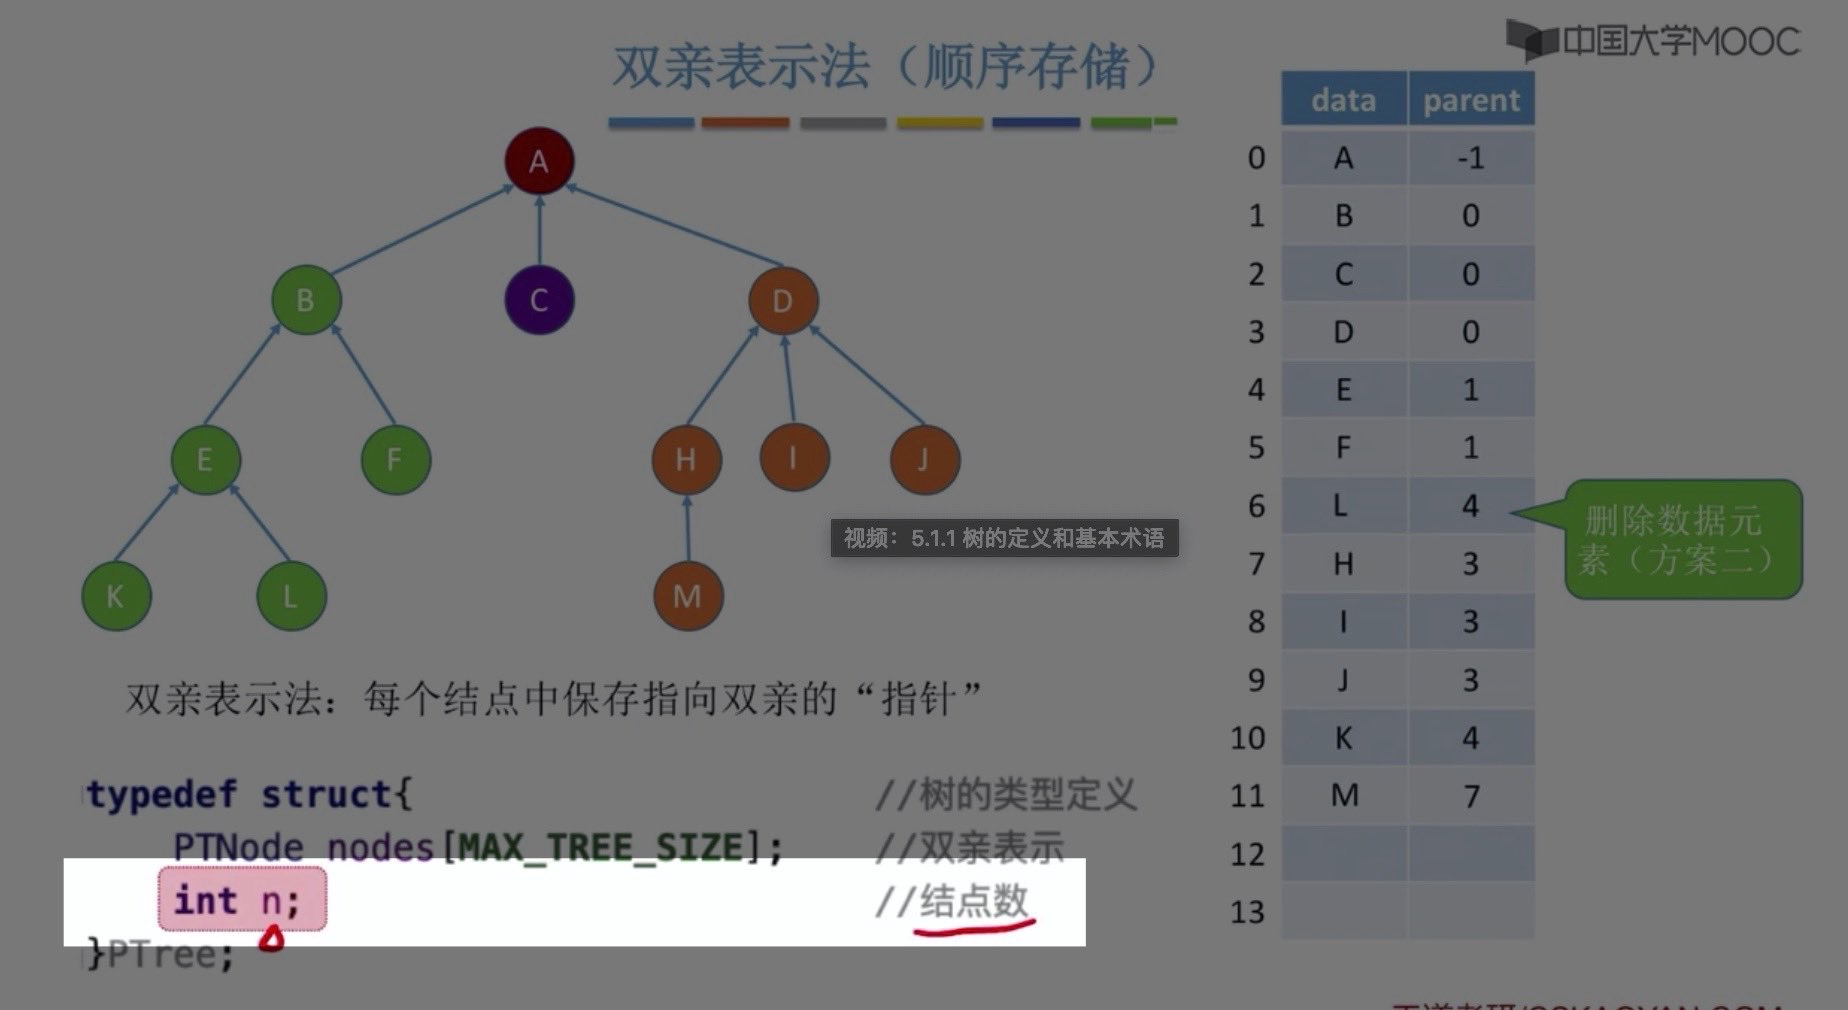 中国大学MOOC
双亲表示法（顺序存储）
A
B
C
D
E
F
H
I
J
K
L
M
视频：5.1.1 树的定义和基本术语
data parent
0 A -1
1 B 0
2 C 0
3 D 0
4 E 1
5 F 1
6 L 4
7 H 3
8 I 3
9 J 3
10 K 4
11 M 7
12
13
删除数据元
素（方案二）
双亲表示法：每个结点中保存指向双亲的“指针”
typedef struct{ //树的类型定义
PTNode nodes[MAX_TREE_SIZE]; //双亲表示
int n; //结点数
}PTree;